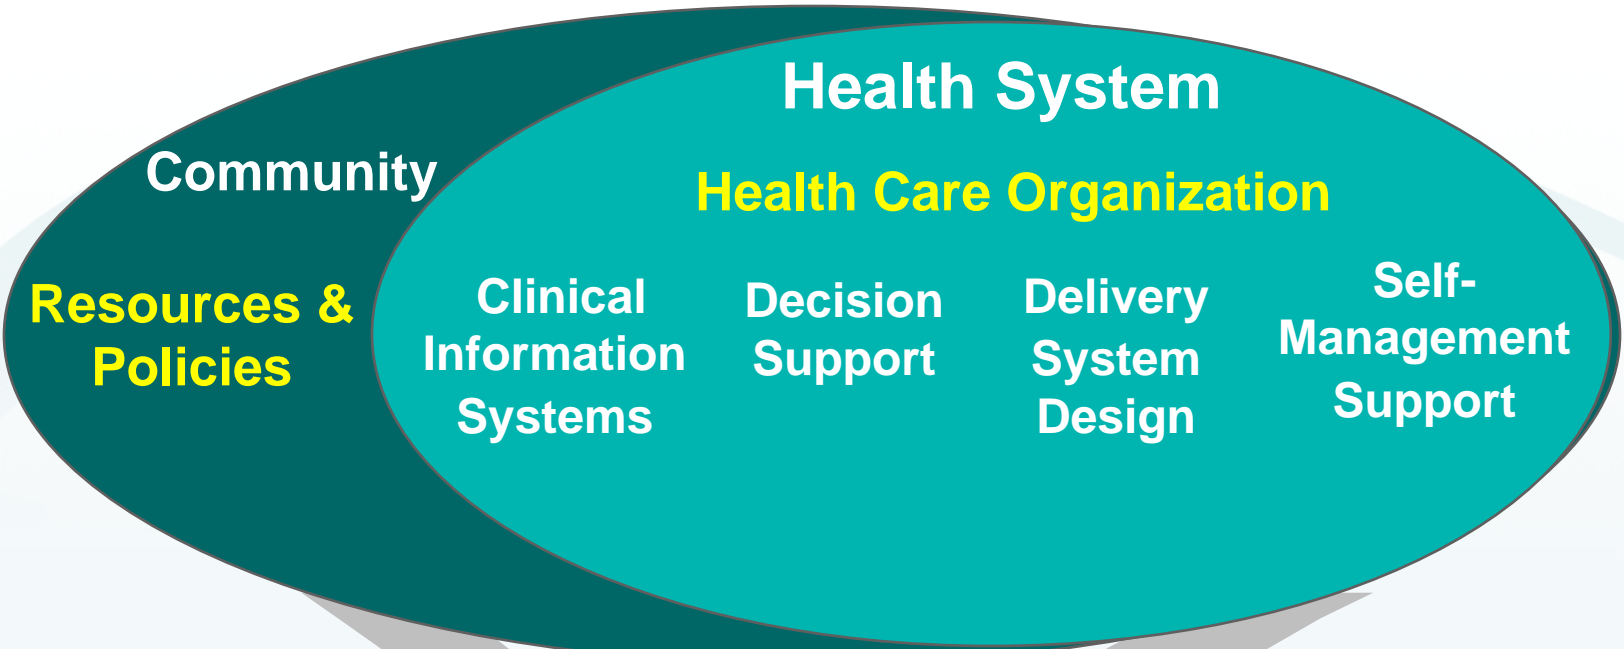 Health System
Community
Health Care Organization
Resources &
Policies
Clinical
Information
Systems
Decision
Support
Delivery
System
Design
Self-
Management
Support